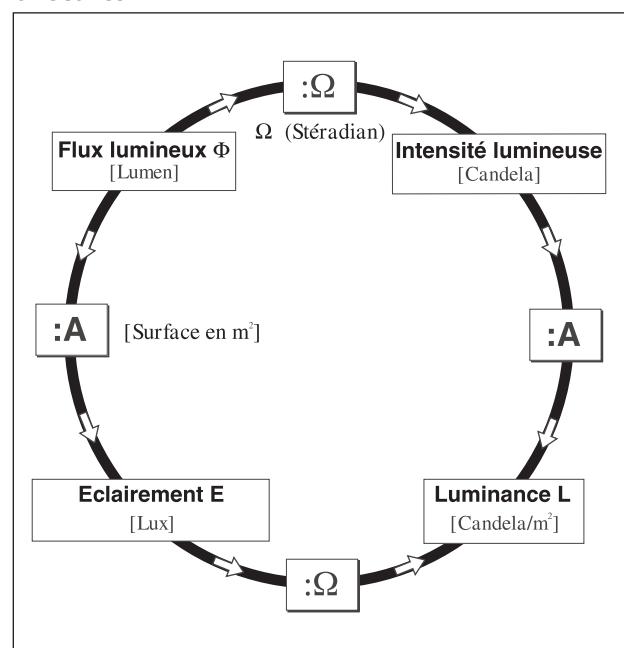 :Ω
Ω (Stéradian)
Flux lumineux Φ
[Lumen]
Intensité lumineuse
[Candela]
:A
[Surface en m²]
:A
Eclairement E
[Lux]
Luminance L
[Candela/m²]
:Ω